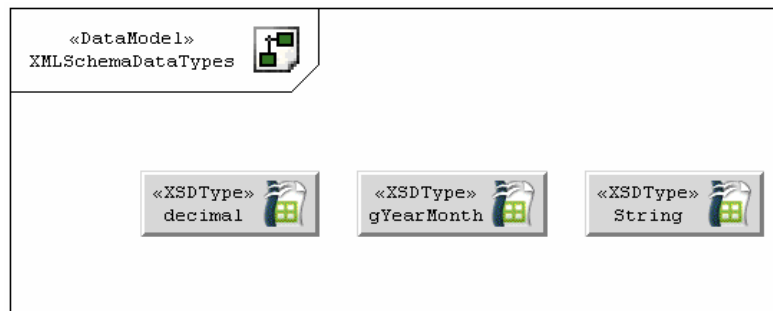 «DataModel»
XMLSchemaDataTypes
«XSDType»
decimal
«XSDType»
gYearMonth
«XSDType»
String